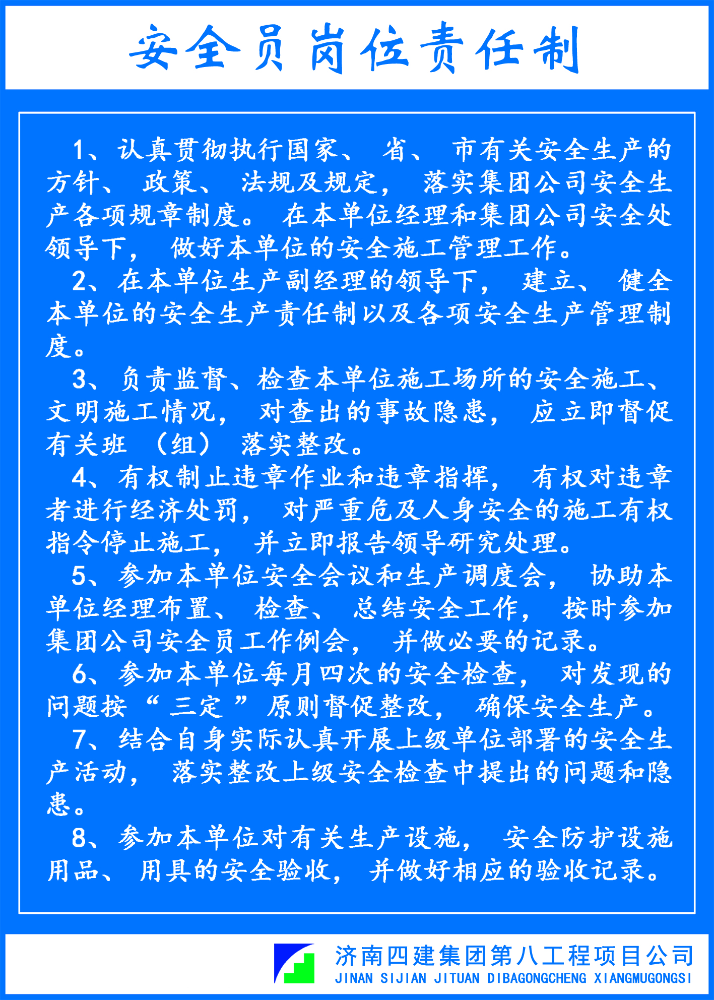 安全员岗位责任制
1、认真贯彻执行国家、省、市有关安全生产的
方针、政策、法规及规定，落实集团公司安全生
产各项规章制度。在本单位经理和集团公司安全处
领导下，做好本单位的安全施工管理工作。
2、在本单位生产副经理的领导下，建立、健全
本单位的安全生产责任制以及各项安全生产管理制
度。
3、负责监督、检查本单位施工场所的安全施工、
文明施工情况，对查出的事故隐患，应立即督促
有关班（组）落实整改。
4、有权制止违章作业和违章指挥，有权对违章
者进行经济处罚，对严重危及人身安全的施工有权
指令停止施工，并立即报告领导研究处理。
5、参加本单位安全会议和生产调度会，协助本
单位经理布置、检查、总结安全工作，按时参加
集团公司安全员工作例会，并做必要的记录。
6、参加本单位每月四次的安全检查，对发现的
问题按“三定”原则督促整改，确保安全生产。
7、结合自身实际认真开展上级单位部署的安全生
产活动，落实整改上级安全检查中提出的问题和隐
患。
8、参加本单位对有关生产设施，安全防护设施
用品、用具的安全验收，并做好相应的验收记录。
济南四建集团第八工程项目公司
JINAN SIJIAN JITUAN DIBAGONGCHENG XIANGMUGONGSI